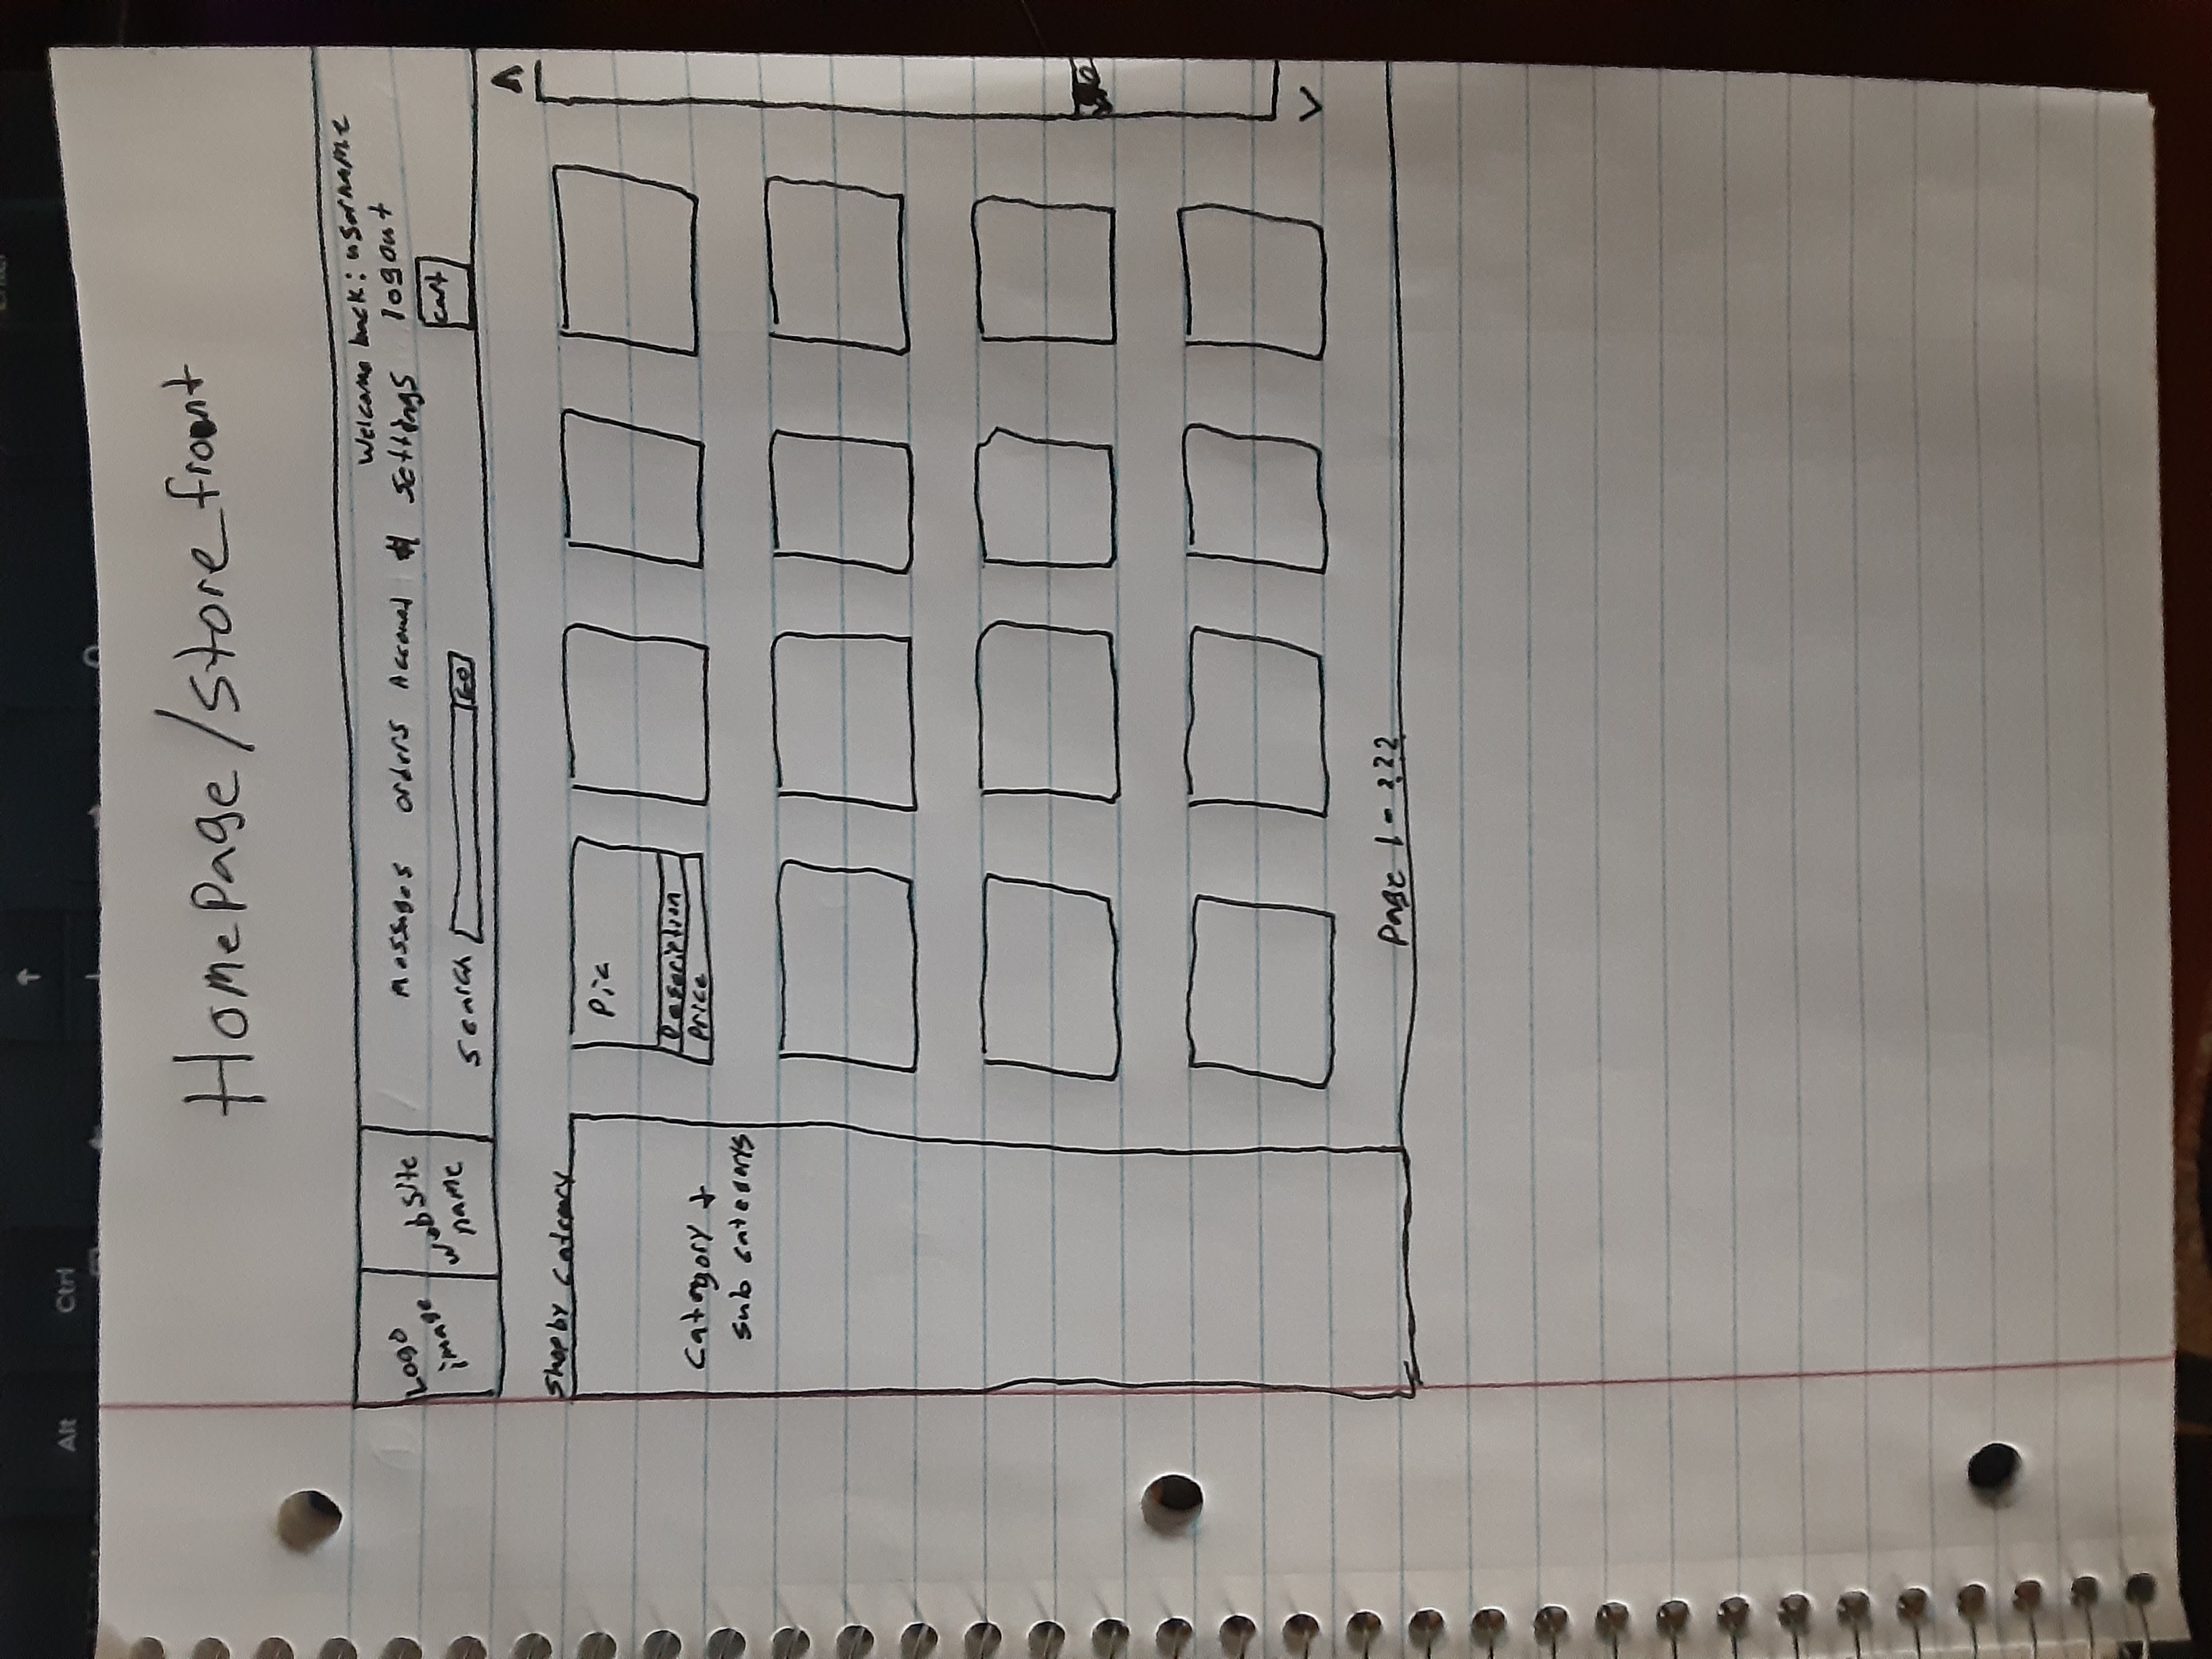 Alt Ctrl ↑
HomePage/Store front
Welcome back: username
Messages orders Account & Settings logout
Logo
image
website
name
Search GO
cart
Shop by Category
Category +
sub categorys
Pic
Description
Price
Page 1 - ???